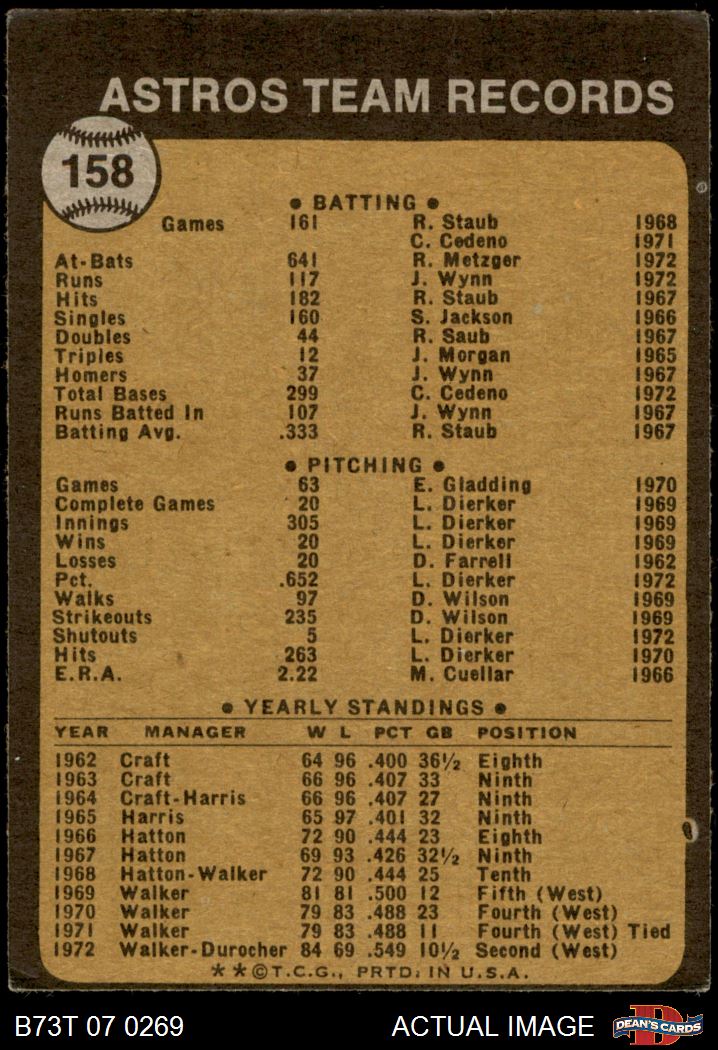 ASTROS TEAM RECORDS
158
● BATTING ●
Games 161 R. Staub 1968
C. Cedeno 1971
At-Bats 641 R. Metzger 1972
Runs 117 J. Wynn 1972
Hits 182 R. Staub 1967
Singles 160 S. Jackson 1966
Doubles 44 R. Saub 1967
Triples 12 J. Morgan 1965
Homers 37 J. Wynn 1967
Total Bases 299 C. Cedeno 1972
Runs Batted In 107 J. Wynn 1967
Batting Avg. .333 R. Staub 1967
● PITCHING ●
Games 63 E. Gladding 1970
Complete Games 20 L. Dierker 1969
Innings 305 L. Dierker 1969
Wins 20 L. Dierker 1969
Losses 20 D. Farrell 1962
Pct. .652 L. Dierker 1972
Walks 97 D. Wilson 1969
Strikeouts 235 D. Wilson 1969
Shutouts 5 L. Dierker 1972
Hits 263 L. Dierker 1970
E.R.A. 2.22 M. Cuellar 1966
● YEARLY STANDINGS ●
YEAR MANAGER W L PCT GB POSITION
1962 Craft 64 96 .400 36½ Eighth
1963 Craft 66 96 .407 33 Ninth
1964 Craft-Harris 66 96 .407 27 Ninth
1965 Harris 65 97 .401 32 Ninth
1966 Hatton 72 90 .444 23 Eighth
1967 Hatton 69 93 .426 32½ Ninth
1968 Hatton-Walker 72 90 .444 25 Tenth
1969 Walker 81 81 .500 12 Fifth (West)
1970 Walker 79 83 .488 23 Fourth (West)
1971 Walker 79 83 .488 11 Fourth (West) Tied
1972 Walker-Durocher 84 69 .549 10½ Second (West)
**©T.C.G., PRTD. IN U.S.A.
B73T 07 0269 ACTUAL IMAGE D DEAN'S CARDS